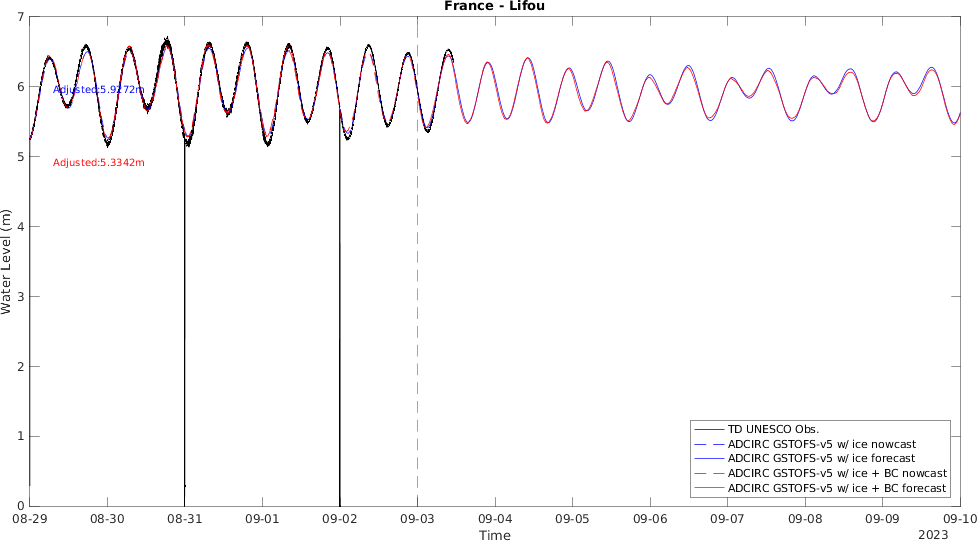 France - Lifou
7
6
5
4
3
2
1
0
Water Level (m)
Adjusted:5.9272m
Adjusted:5.3342m
TD UNESCO Obs.
ADCIRC GSTOFS-v5 w/ ice nowcast
ADCIRC GSTOFS-v5 w/ ice forecast
ADCIRC GSTOFS-v5 w/ ice + BC nowcast
ADCIRC GSTOFS-v5 w/ ice + BC forecast
08-29 08-30 08-31 09-01 09-02 09-03 09-04 09-05 09-06 09-07 09-08 09-09 09-10
Time
2023